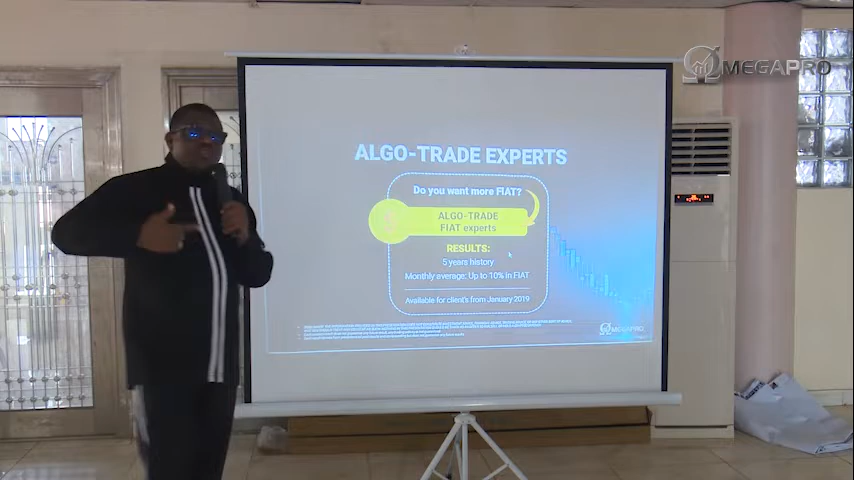 MEGAPRO
ALGO-TRADE EXPERTS
Do you want more FIAT?
ALGO-TRADE
FIAT experts
RESULTS:
5 years history
Monthly average: Up to 10% in FIAT
Available for client's from January 2019
MEGAPRO